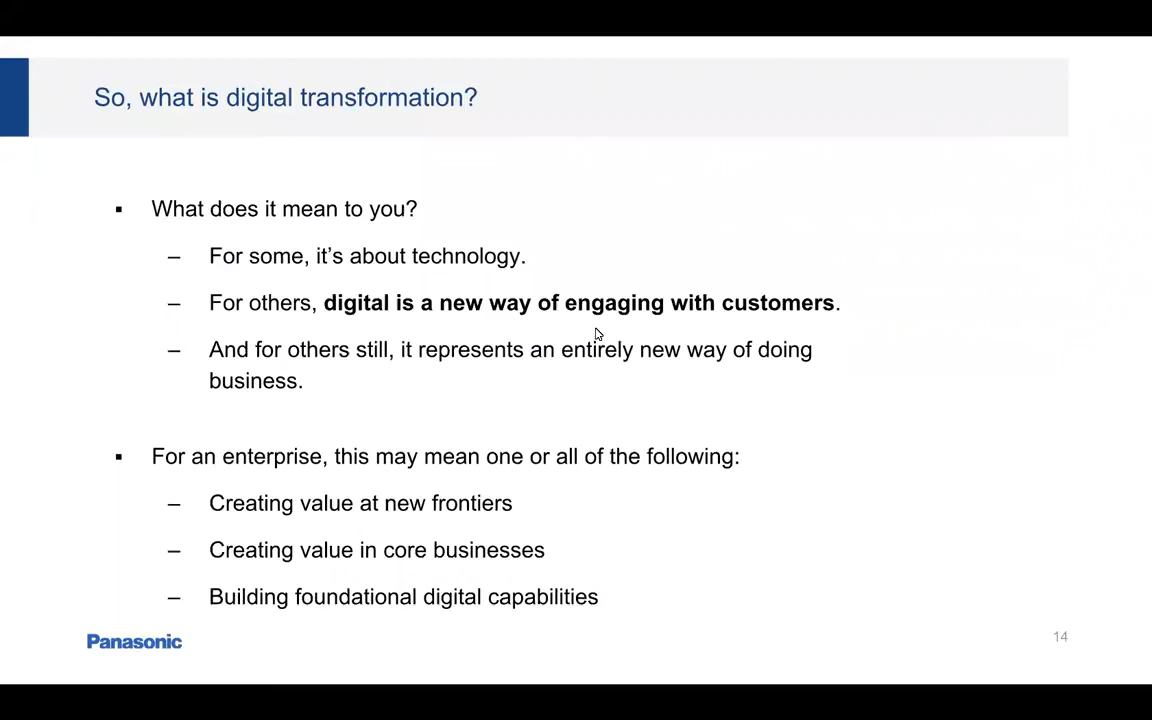 So, what is digital transformation?
▪ What does it mean to you?
– For some, it’s about technology.
– For others, digital is a new way of engaging with customers.
– And for others still, it represents an entirely new way of doing
business.
▪ For an enterprise, this may mean one or all of the following:
– Creating value at new frontiers
– Creating value in core businesses
– Building foundational digital capabilities
Panasonic
14